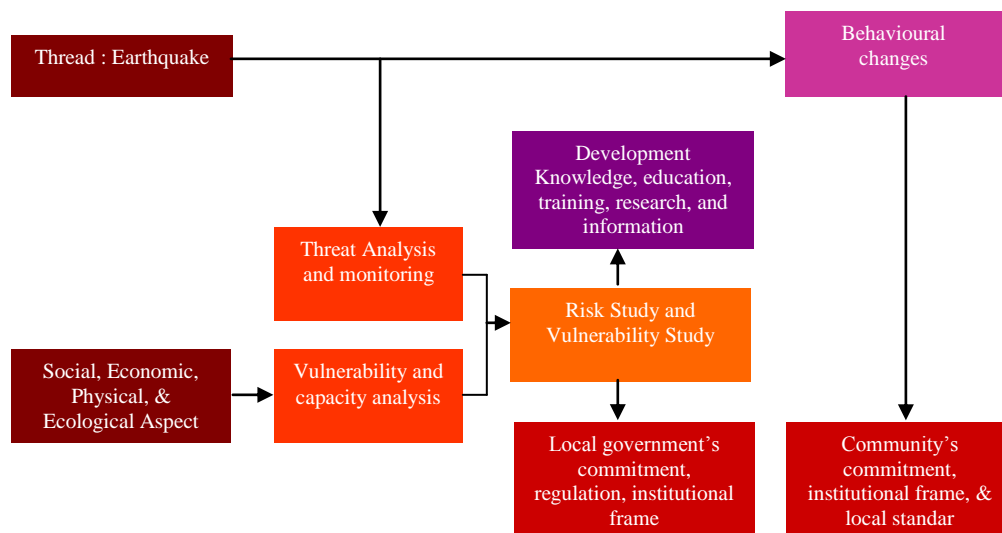 Thread : Earthquake
Behavioural
changes
Development
Knowledge, education,
training, research, and
information
Threat Analysis
and monitoring
Risk Study and
Vulnerability Study
Social, Economic,
Physical, &
Ecological Aspect
Vulnerability and
capacity analysis
Local government’s
commitment,
regulation, institutional
frame
Community’s
commitment,
institutional frame, &
local standar